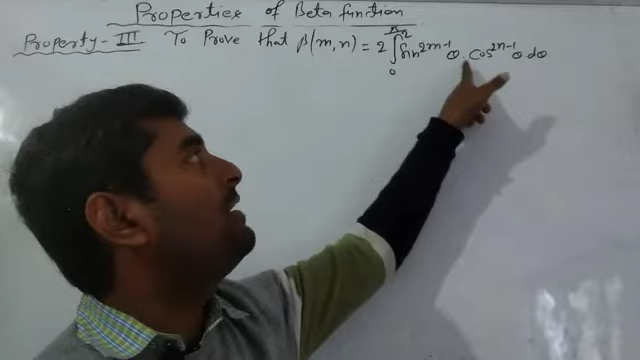 Properties of Beta function
Property-III To Prove that β(m,n) = 2 ∫₀^π/2 sin^2m-1 θ . cos^2n-1 θ dθ